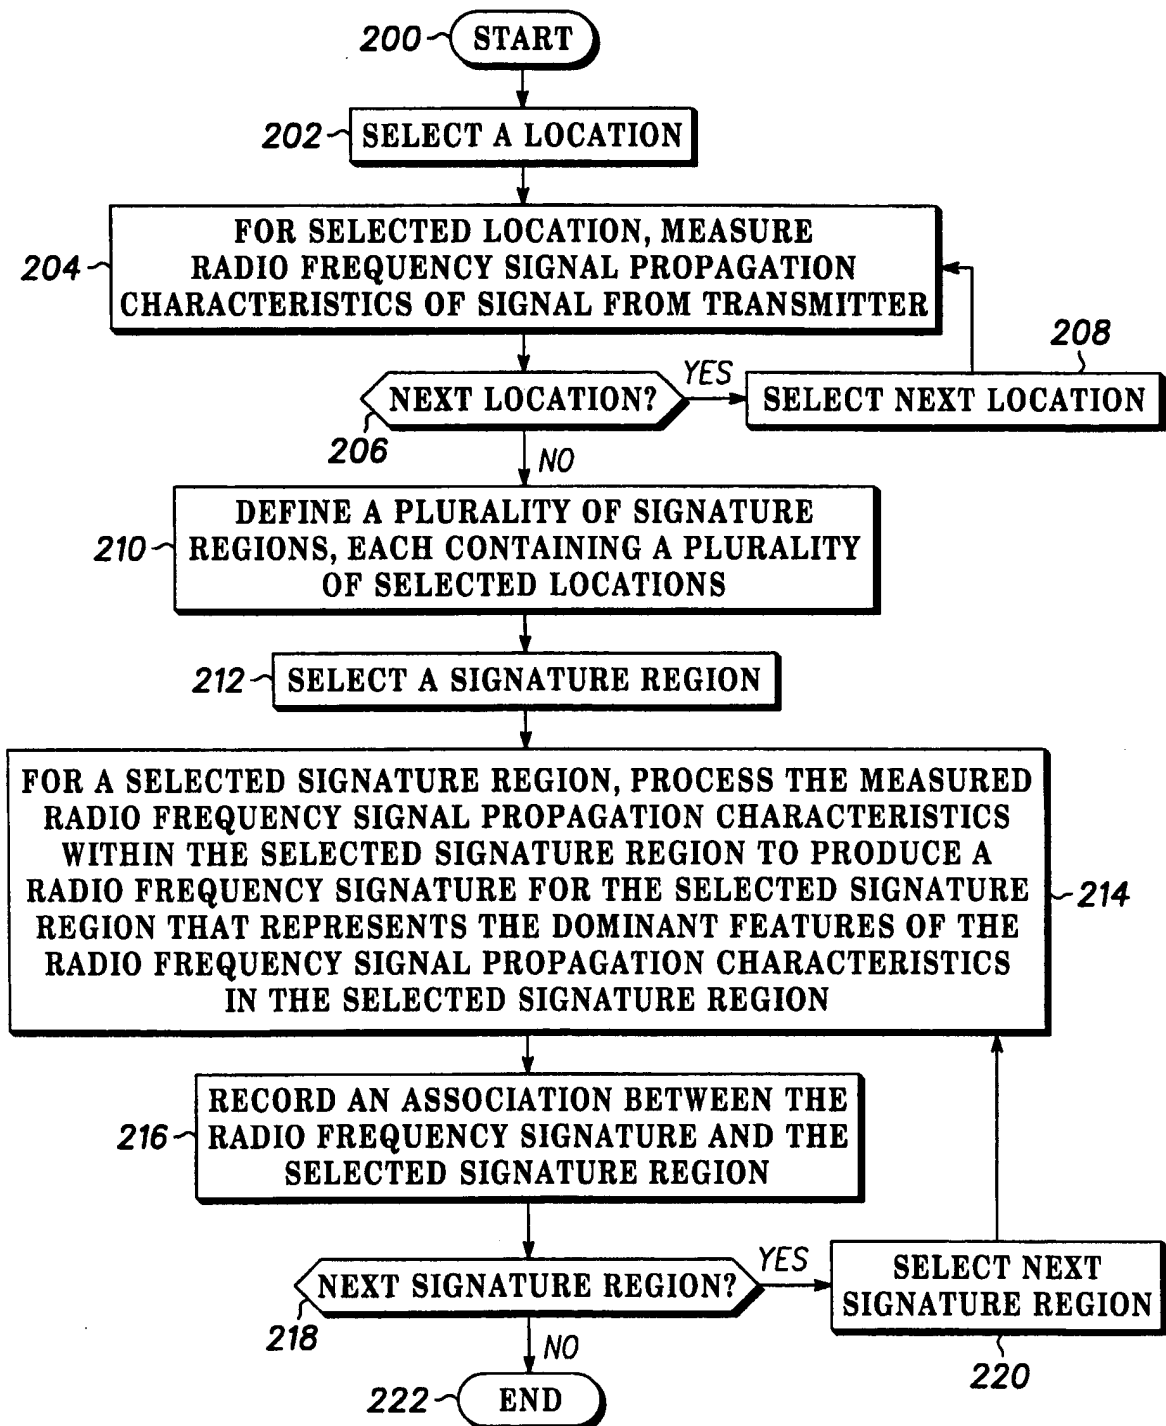 200
START
202
SELECT A LOCATION
204
FOR SELECTED LOCATION, MEASURE
RADIO FREQUENCY SIGNAL PROPAGATION
CHARACTERISTICS OF SIGNAL FROM TRANSMITTER
206
NEXT LOCATION?
YES
208
SELECT NEXT LOCATION
NO
210
DEFINE A PLURALITY OF SIGNATURE
REGIONS, EACH CONTAINING A PLURALITY
OF SELECTED LOCATIONS
212
SELECT A SIGNATURE REGION
FOR A SELECTED SIGNATURE REGION, PROCESS THE MEASURED
RADIO FREQUENCY SIGNAL PROPAGATION CHARACTERISTICS
WITHIN THE SELECTED SIGNATURE REGION TO PRODUCE A
RADIO FREQUENCY SIGNATURE FOR THE SELECTED SIGNATURE
REGION THAT REPRESENTS THE DOMINANT FEATURES OF THE
RADIO FREQUENCY SIGNAL PROPAGATION CHARACTERISTICS
IN THE SELECTED SIGNATURE REGION
214
216
RECORD AN ASSOCIATION BETWEEN THE
RADIO FREQUENCY SIGNATURE AND THE
SELECTED SIGNATURE REGION
NEXT SIGNATURE REGION?
218
YES
SELECT NEXT
SIGNATURE REGION
220
NO
222
END